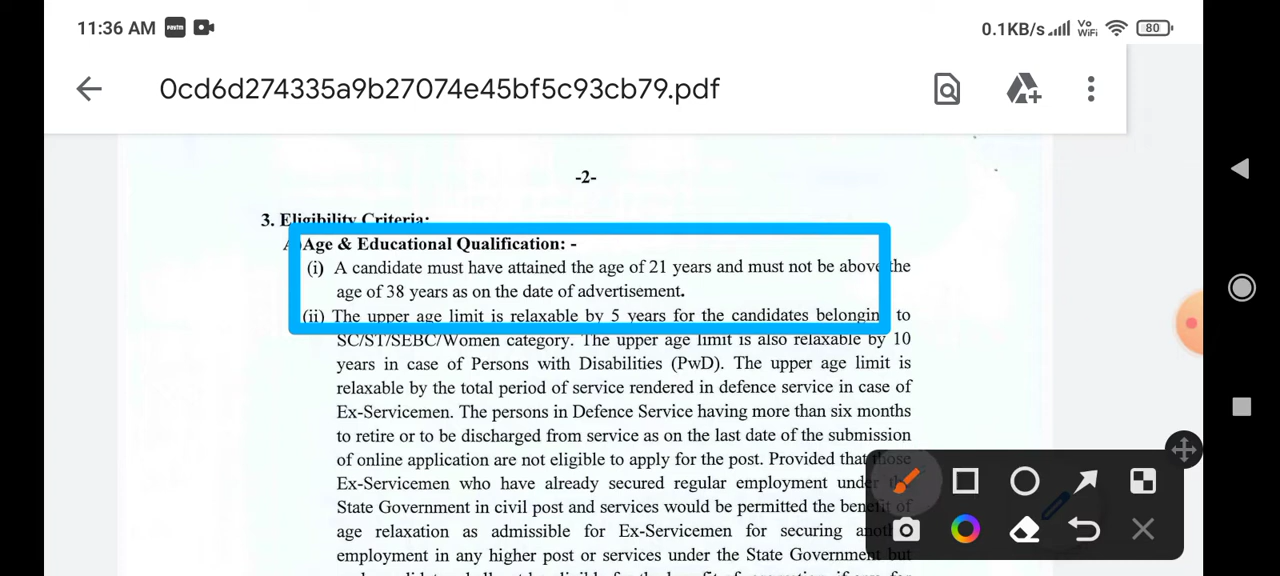 11:36 AM paytm 0.1KB/s Vo WiFi 80
0cd6d274335a9b27074e45bf5c93cb79.pdf
-2-
3. Eligibility Criteria:
Age & Educational Qualification: -
(i) A candidate must have attained the age of 21 years and must not be above the
age of 38 years as on the date of advertisement.
(ii) The upper age limit is relaxable by 5 years for the candidates belonging to
SC/ST/SEBC/Women category. The upper age limit is also relaxable by 10
years in case of Persons with Disabilities (PwD). The upper age limit is
relaxable by the total period of service rendered in defence service in case of
Ex-Servicemen. The persons in Defence Service having more than six months
to retire or to be discharged from service as on the last date of the submission
of online application are not eligible to apply for the post. Provided that those
Ex-Servicemen who have already secured regular employment under the
State Government in civil post and services would be permitted the benefit of
age relaxation as admissible for Ex-Servicemen for securing another
employment in any higher post or services under the State Government but